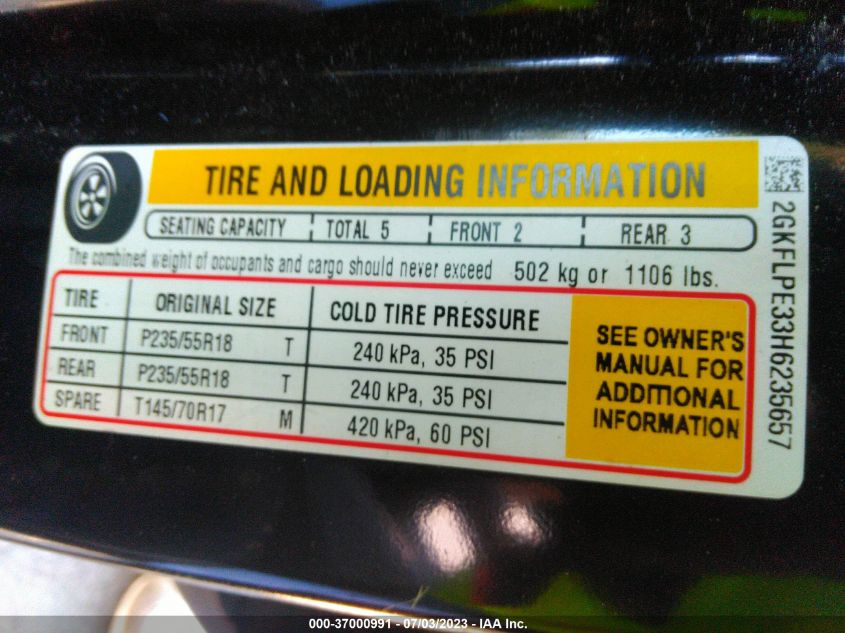 TIRE AND LOADING INFORMATION
SEATING CAPACITY TOTAL 5 FRONT 2 REAR 3
The combined weight of occupants and cargo should never exceed 502 kg or 1106 lbs.
TIRE ORIGINAL SIZE COLD TIRE PRESSURE
FRONT P235/55R18 T 240 kPa, 35 PSI
REAR P235/55R18 T 240 kPa, 35 PSI
SPARE T145/70R17 M 420 kPa, 60 PSI
SEE OWNER'S
MANUAL FOR
ADDITIONAL
INFORMATION
2GKFLPE33H6235657
000-37000991 - 07/03/2023 - IAA Inc.